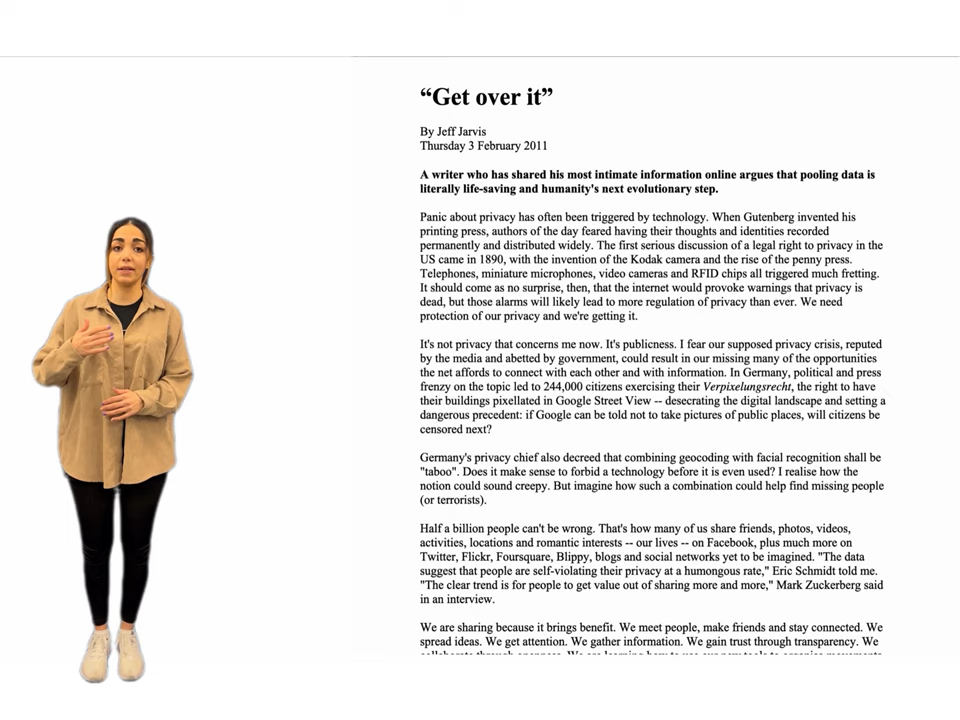 “Get over it”
By Jeff Jarvis
Thursday 3 February 2011
A writer who has shared his most intimate information online argues that pooling data is
literally life-saving and humanity's next evolutionary step.
Panic about privacy has often been triggered by technology. When Gutenberg invented his
printing press, authors of the day feared having their thoughts and identities recorded
permanently and distributed widely. The first serious discussion of a legal right to privacy in the
US came in 1890, with the invention of the Kodak camera and the rise of the penny press.
Telephones, miniature microphones, video cameras and RFID chips all triggered much fretting.
It should come as no surprise, then, that the internet would provoke warnings that privacy is
dead, but those alarms will likely lead to more regulation of privacy than ever. We need
protection of our privacy and we're getting it.
It's not privacy that concerns me now. It's publicness. I fear our supposed privacy crisis, reputed
by the media and abetted by government, could result in our missing many of the opportunities
the net affords to connect with each other and with information. In Germany, political and press
frenzy on the topic led to 244,000 citizens exercising their Verpixelungsrecht, the right to have
their buildings pixellated in Google Street View -- desecrating the digital landscape and setting a
dangerous precedent: if Google can be told not to take pictures of public places, will citizens be
censored next?
Germany's privacy chief also decreed that combining geocoding with facial recognition shall be
"taboo". Does it make sense to forbid a technology before it is even used? I realise how the
notion could sound creepy. But imagine how such a combination could help find missing people
(or terrorists).
Half a billion people can't be wrong. That's how many of us share friends, photos, videos,
activities, locations and romantic interests -- our lives -- on Facebook, plus much more on
Twitter, Flickr, Foursquare, Blippy, blogs and social networks yet to be imagined. "The data
suggest that people are self-violating their privacy at a humongous rate," Eric Schmidt told me.
"The clear trend is for people to get value out of sharing more and more," Mark Zuckerberg said
in an interview.
We are sharing because it brings benefit. We meet people, make friends and stay connected. We
spread ideas. We get attention. We gather information. We gain trust through transparency. We